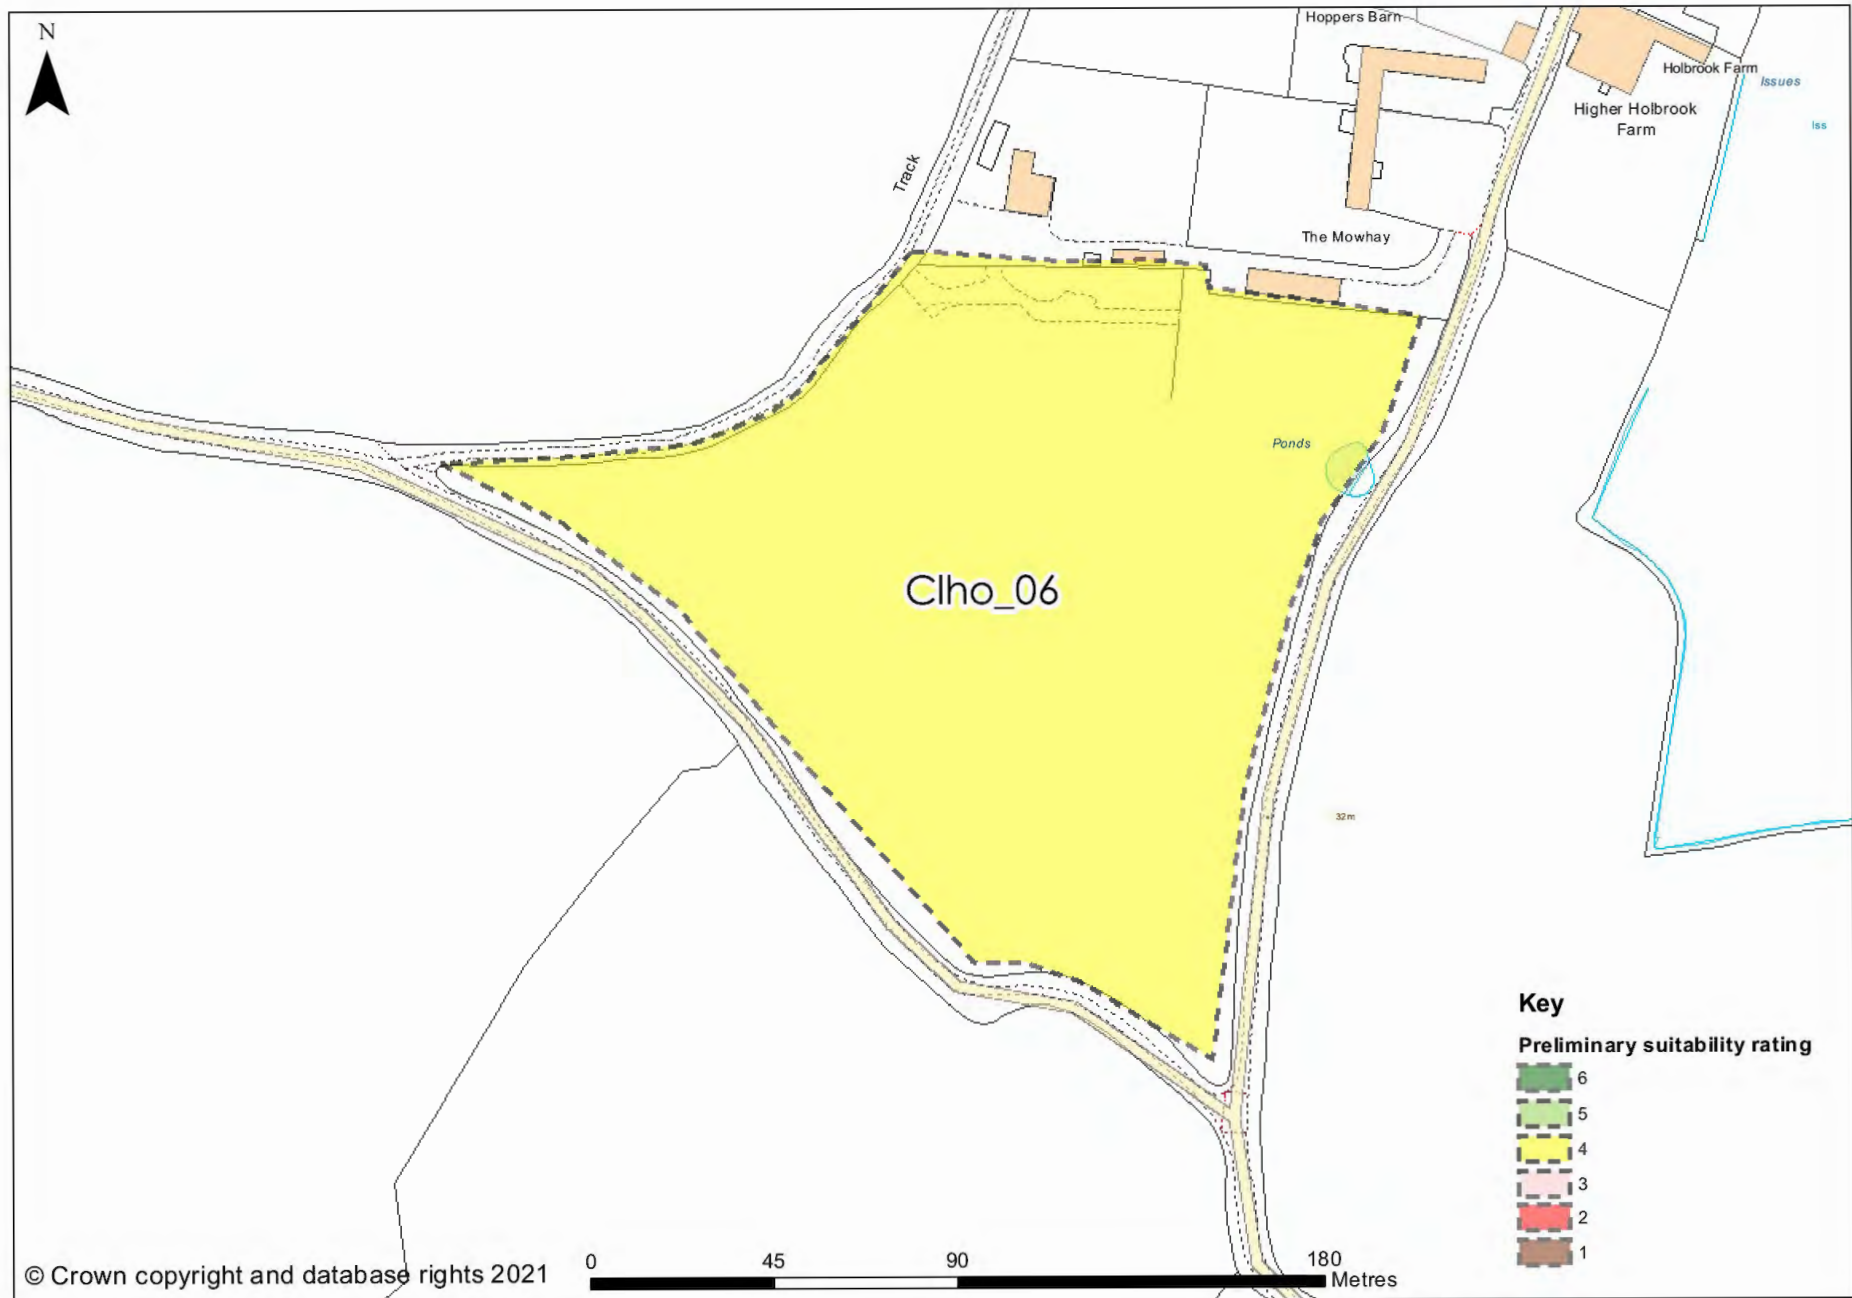 N
Hoppers Barn
Holbrook Farm
Issues
Higher Holbrook
Farm
Iss
Track
The Mowhay
Ponds
Clho_06
32m
Key
Preliminary suitability rating
6
5
4
3
2
1
© Crown copyright and database rights 2021
0 45 90 180
Metres